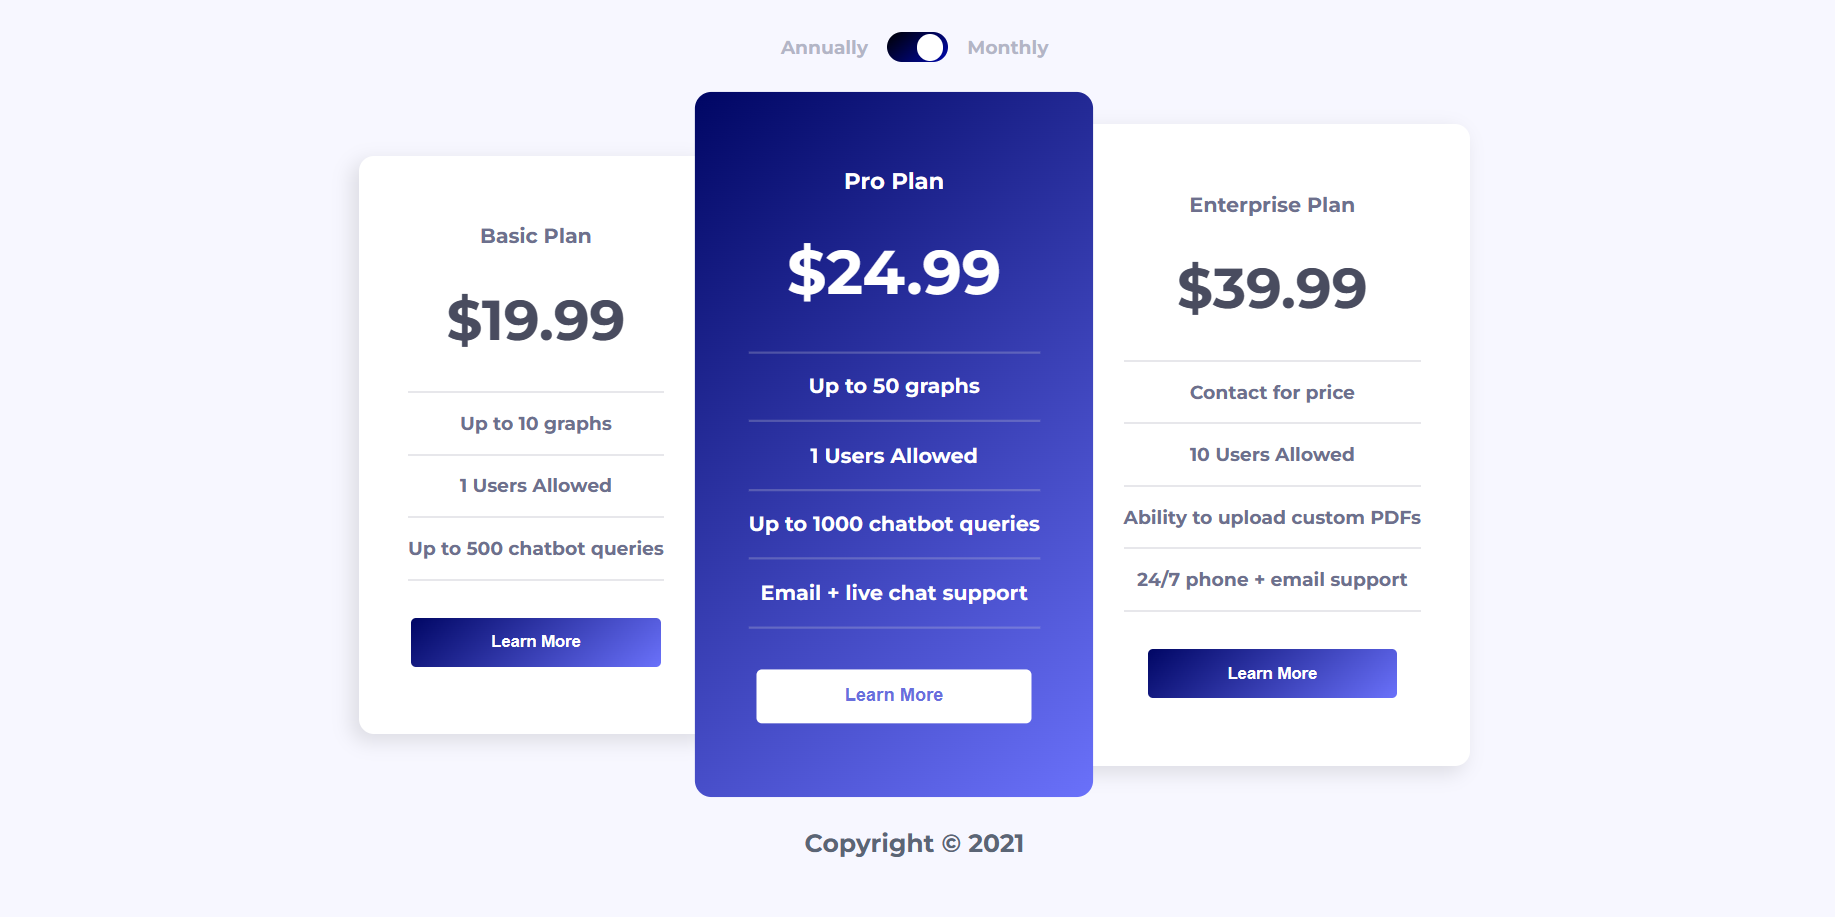 Annually
Monthly
Basic Plan
$19.99
Up to 10 graphs
1 Users Allowed
Up to 500 chatbot queries
Learn More
Pro Plan
$24.99
Up to 50 graphs
1 Users Allowed
Up to 1000 chatbot queries
Email + live chat support
Learn More
Enterprise Plan
$39.99
Contact for price
10 Users Allowed
Ability to upload custom PDFs
24/7 phone + email support
Learn More
Copyright © 2021